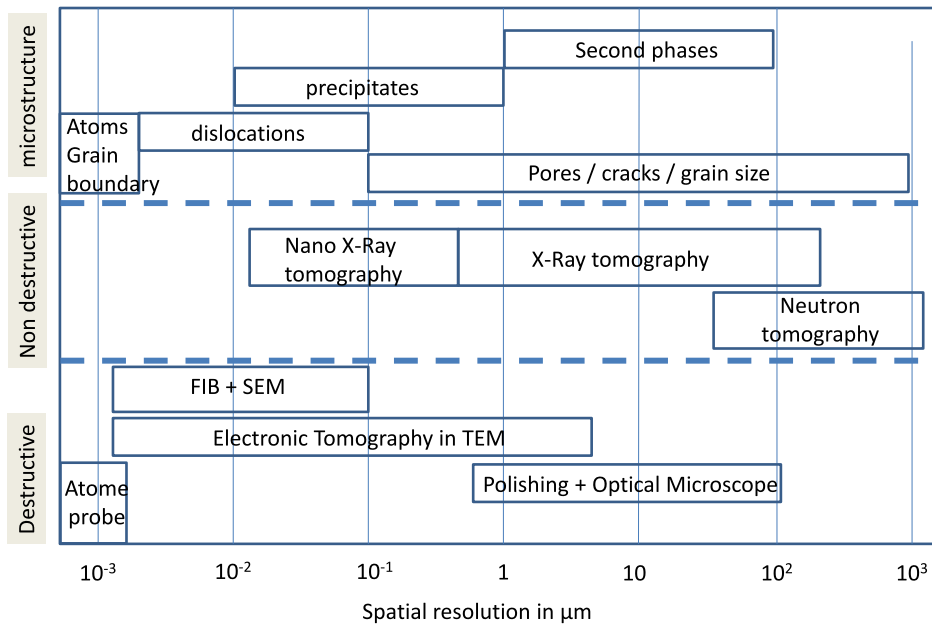 microstructure
Second phases
precipitates
Atoms
Grain
boundary
dislocations
Pores / cracks / grain size
Non destructive
Nano X-Ray
tomography
X-Ray tomography
Neutron
tomography
Destructive
FIB + SEM
Electronic Tomography in TEM
Atome
probe
Polishing + Optical Microscope
10⁻³ 10⁻² 10⁻¹ 1 10 10² 10³
Spatial resolution in µm